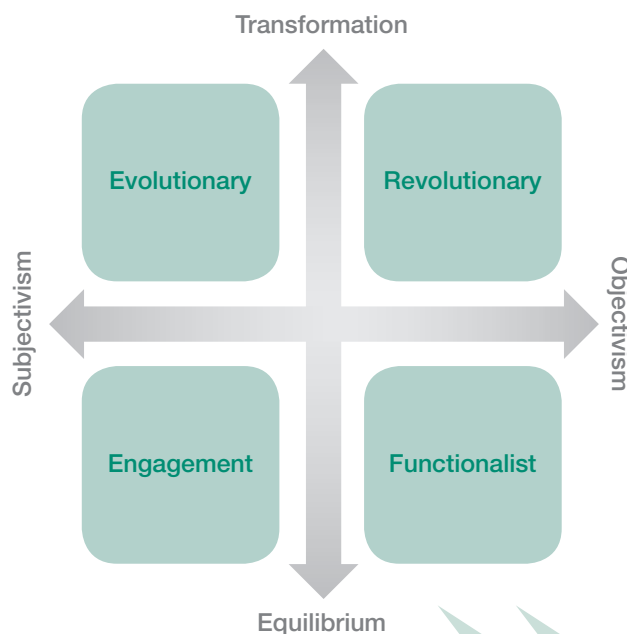 Transformation
Evolutionary
Revolutionary
Subjectivism
Objectivism
Engagement
Functionalist
Equilibrium